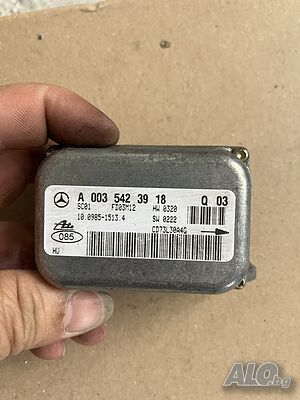 A 003 542 39 18 Q 03
SC01 FD03M12 HW 0320
10.0985-1513.4 SW 0222
Ate
085 CD73L30A4G
HU
ALO.bg